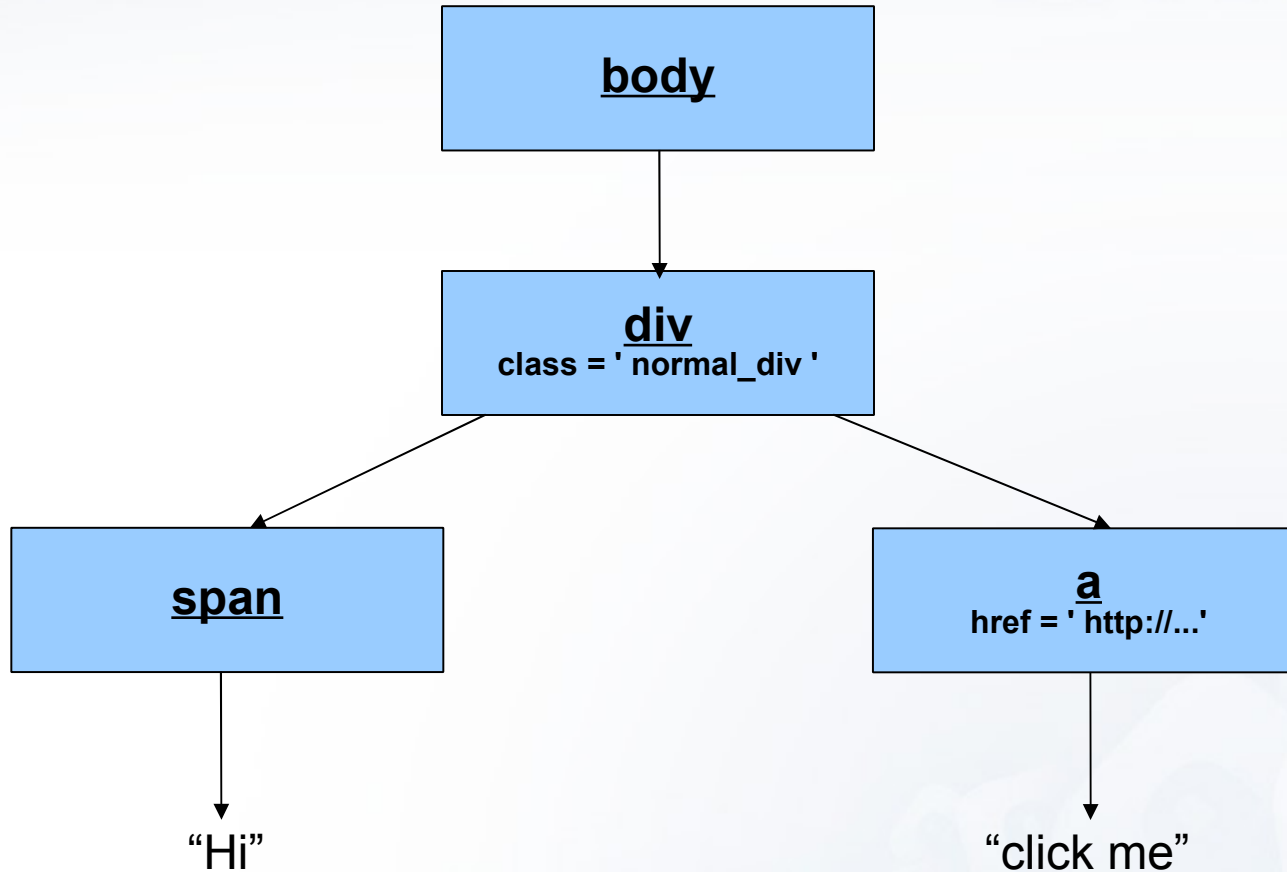 body
div
class = ' normal_div '
span
a
href = ' http://...'
“Hi”
“click me”